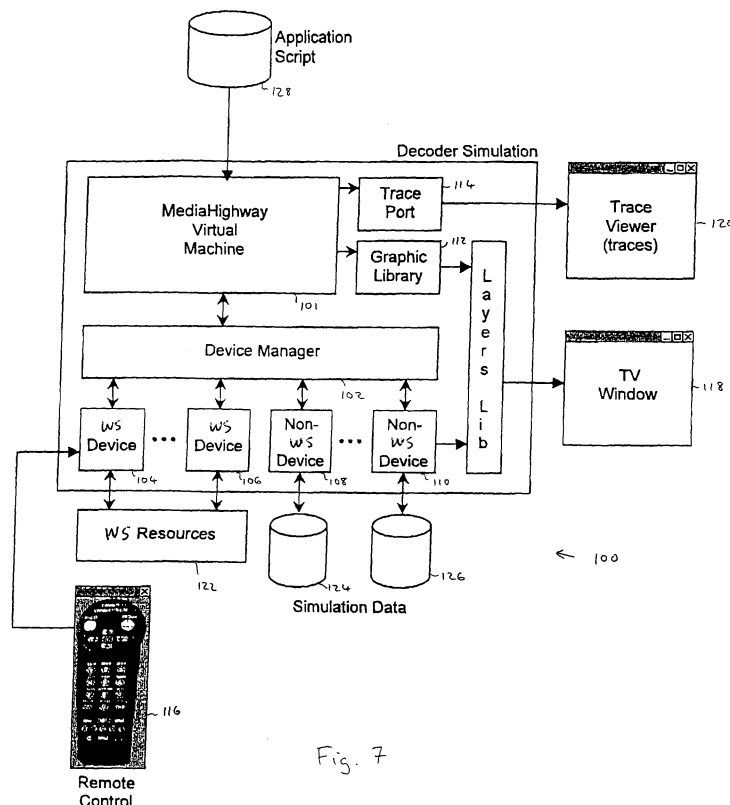 Application
Script
128
Decoder Simulation
MediaHighway
Virtual
Machine
101
Trace
Port
114
Graphic
Library
112
Layers Lib
Trace
Viewer
(traces)
120
TV
Window
118
Device Manager
102
WS
Device
104
WS
Device
106
Non-
WS
Device
108
Non-
WS
Device
110
WS Resources
122
124
126
Simulation Data
100
116
Remote
Control
Fig. 7